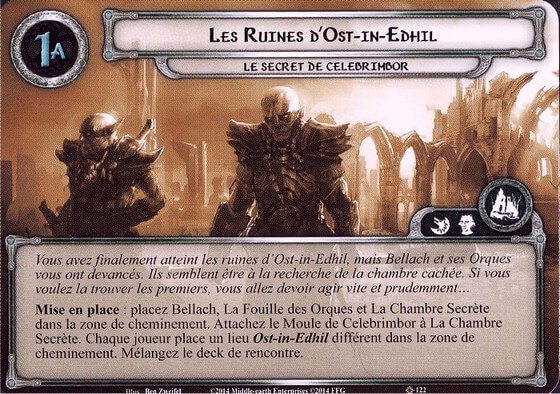 1A
Les Ruines d'Ost-in-Edhil
Le Secret de Celebrimbor
Vous avez finalement atteint les ruines d'Ost-in-Edhil, mais Bellach et ses Orques
vous ont devancés. Ils semblent être à la recherche de la chambre cachée. Si vous
voulez la trouver les premiers, vous allez devoir agir vite et prudemment…
Mise en place : placez Bellach, La Fouille des Orques et La Chambre Secrète
dans la zone de cheminement. Attachez le Moule de Celebrimbor à La Chambre
Secrète. Chaque joueur place un lieu Ost-in-Edhil différent dans la zone de
cheminement. Mélangez le deck de rencontre.
Illus. Ben Zweifel ©2014 Middle-earth Enterprises ©2014 FFG 122